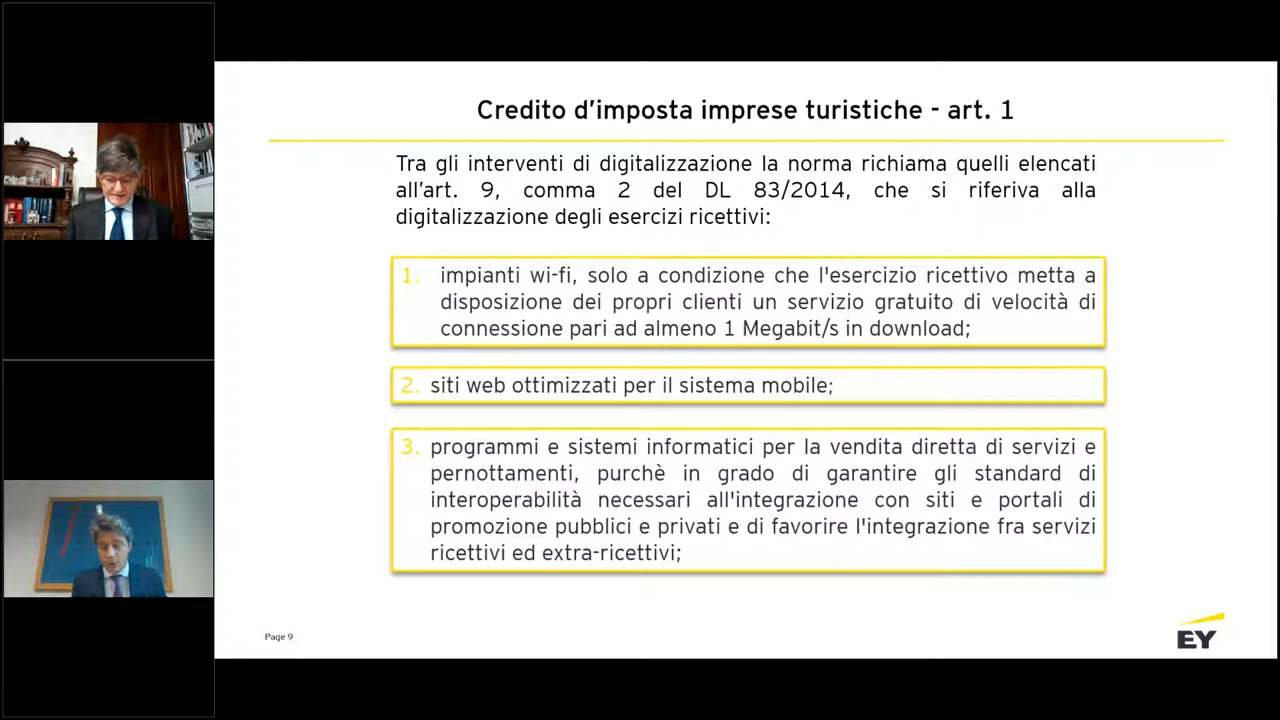 Credito d'imposta imprese turistiche - art. 1
Tra gli interventi di digitalizzazione la norma richiama quelli elencati
all'art. 9, comma 2 del DL 83/2014, che si riferiva alla
digitalizzazione degli esercizi ricettivi:
1. impianti wi-fi, solo a condizione che l'esercizio ricettivo metta a
disposizione dei propri clienti un servizio gratuito di velocità di
connessione pari ad almeno 1 Megabit/s in download;
2. siti web ottimizzati per il sistema mobile;
3. programmi e sistemi informatici per la vendita diretta di servizi e
pernottamenti, purchè in grado di garantire gli standard di
interoperabilità necessari all'integrazione con siti e portali di
promozione pubblici e privati e di favorire l'integrazione fra servizi
ricettivi ed extra-ricettivi;
Page 9
EY